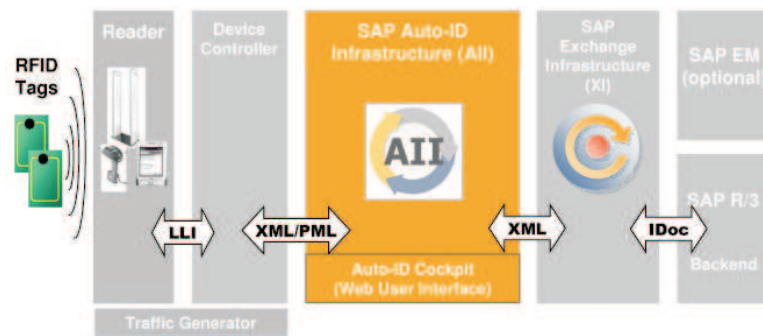 RFID
Tags
Reader
Device
Controller
SAP Auto-ID
Infrastructure (AII)
SAP
Exchange
Infrastructure
(XI)
SAP EM
(optional)
AII
SAP R/3
LLI
XML/PML
XML
IDoc
Auto-ID Cockpit
(Web User Interface)
Backend
Traffic Generator